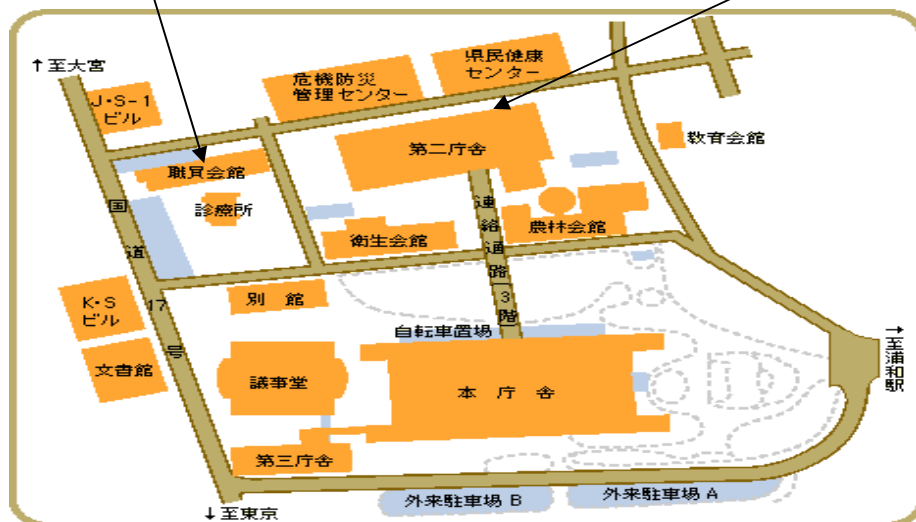 ↑至大宮
J・S-1
ビル
危機防災
管理センター
県民健康
センター
職員会館
第二庁舎
教育会館
診療所
衛生会館
農林会館
連絡通路(3階)
国道17号
K・S
ビル
別館
自転車置場
文書館
議事堂
本庁舎
↑至浦和駅
第三庁舎
外来駐車場B
外来駐車場A
↓至東京